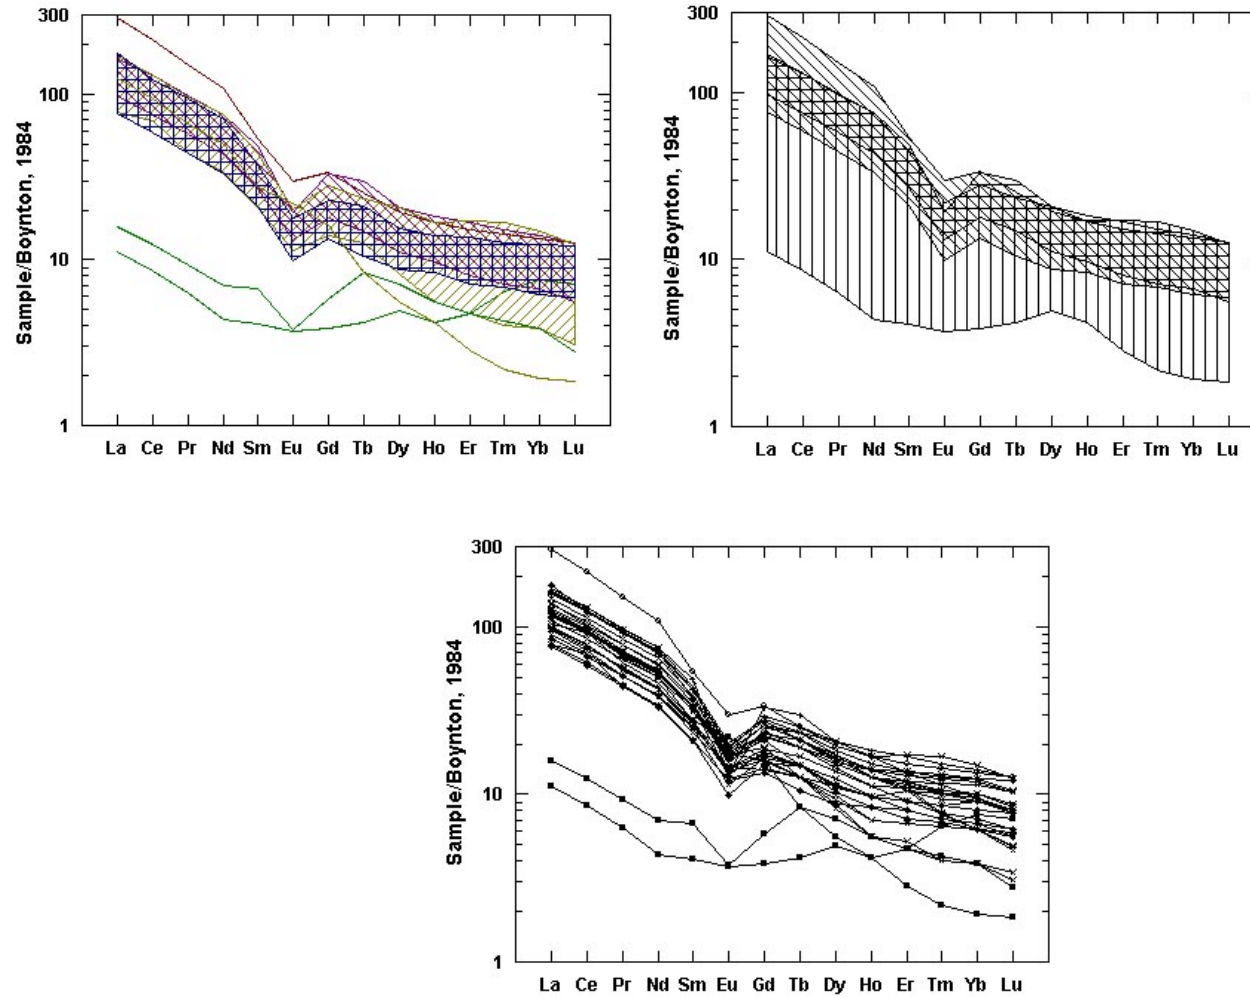 300
100
10
1
Sample/Boynton, 1984
La Ce Pr Nd Sm Eu Gd Tb Dy Ho Er Tm Yb Lu
300
100
10
1
Sample/Boynton, 1984
La Ce Pr Nd Sm Eu Gd Tb Dy Ho Er Tm Yb Lu
300
100
10
1
Sample/Boynton, 1984
La Ce Pr Nd Sm Eu Gd Tb Dy Ho Er Tm Yb Lu